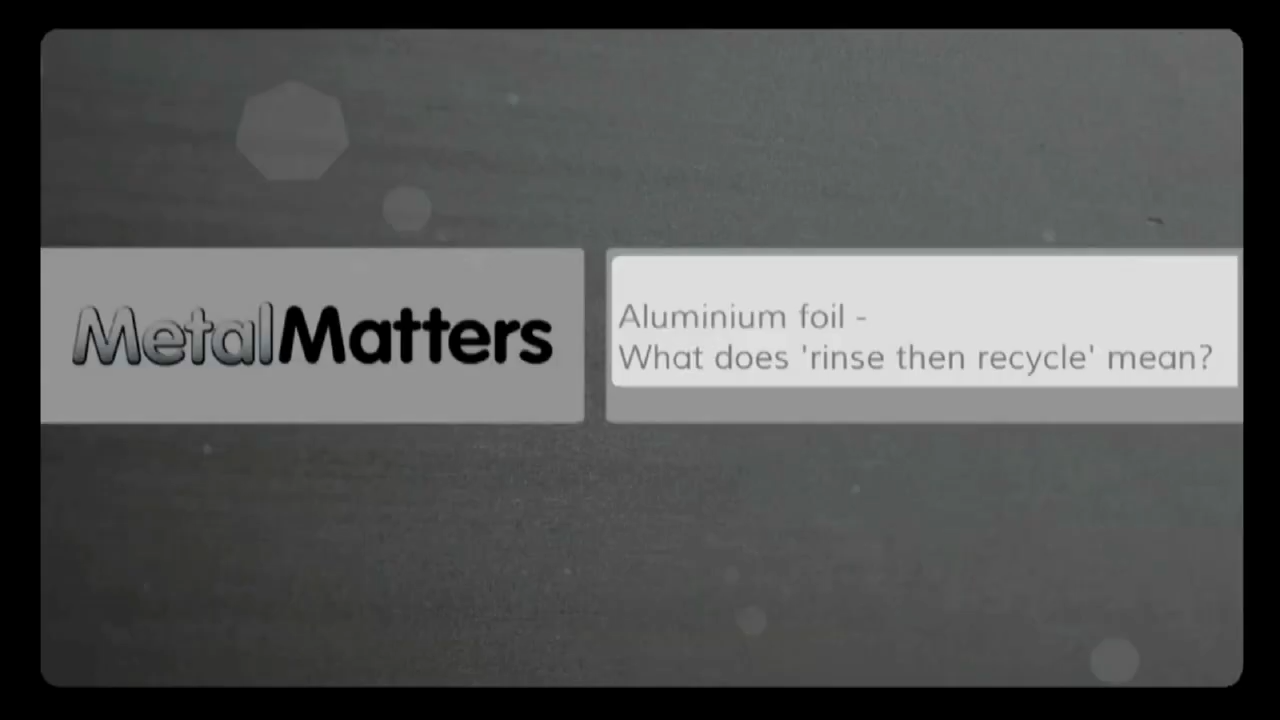 MetalMatters
Aluminium foil -
What does 'rinse then recycle' mean?